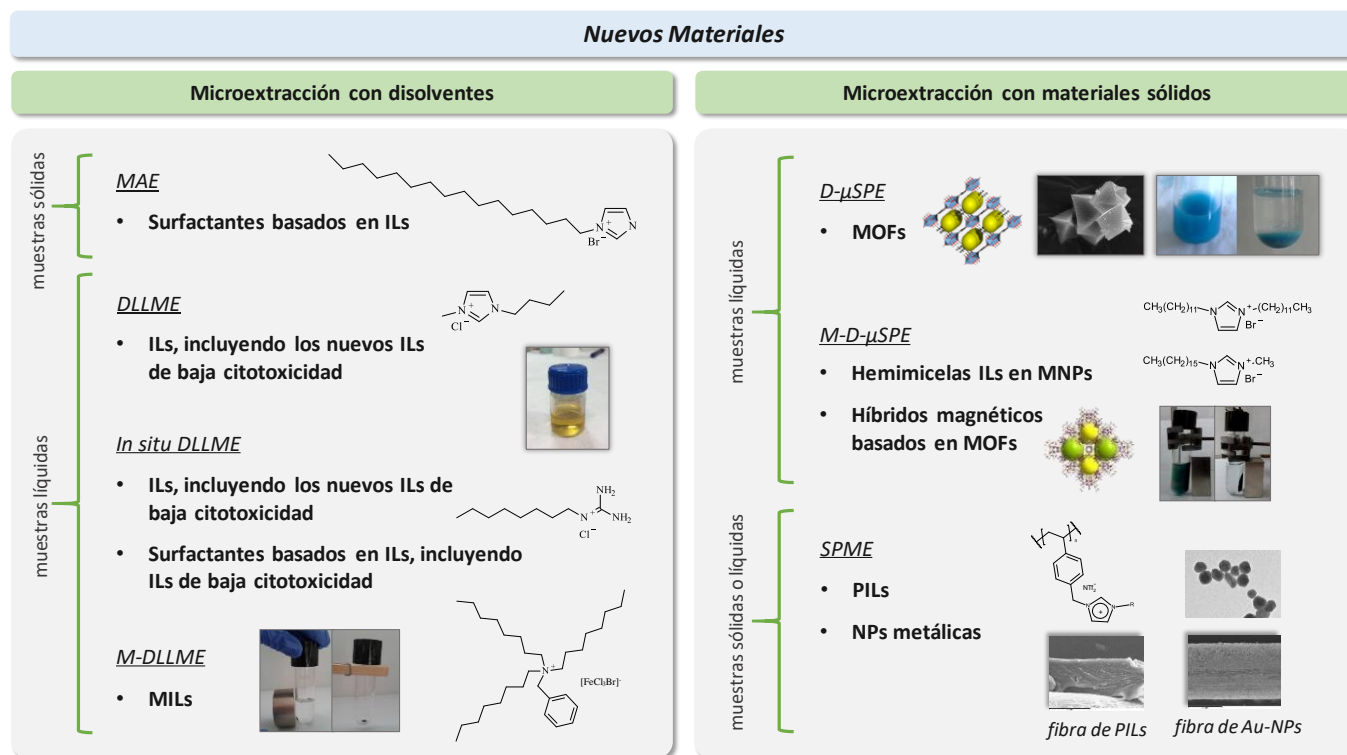 Nuevos Materiales
Microextracción con disolventes
muestras sólidas
MAE
• Surfactantes basados en ILs
N
+
N
Br⁻
muestras líquidas
DLLME
N
+
N
Cl⁻
• ILs, incluyendo los nuevos ILs
de baja citotoxicidad
In situ DLLME
• ILs, incluyendo los nuevos ILs de
baja citotoxicidad
NH₂
N
+
NH₂
Cl⁻
• Surfactantes basados en ILs, incluyendo
ILs de baja citotoxicidad
M-DLLME
• MILs
N⁺
[FeCl₃Br]⁻
Microextracción con materiales sólidos
muestras líquidas
D-µSPE
• MOFs
M-D-µSPE
CH₃(CH₂)₁₁ N N⁺ (CH₂)₁₁CH₃
Br⁻
• Hemimicelas ILs en MNPs
CH₃(CH₂)₁₅ N N⁺ CH₃
Br⁻
• Híbridos magnéticos
basados en MOFs
muestras sólidas o líquidas
SPME
• PILs
n
NTf₂⁻
N
N
R
+
• NPs metálicas
fibra de PILs
fibra de Au-NPs